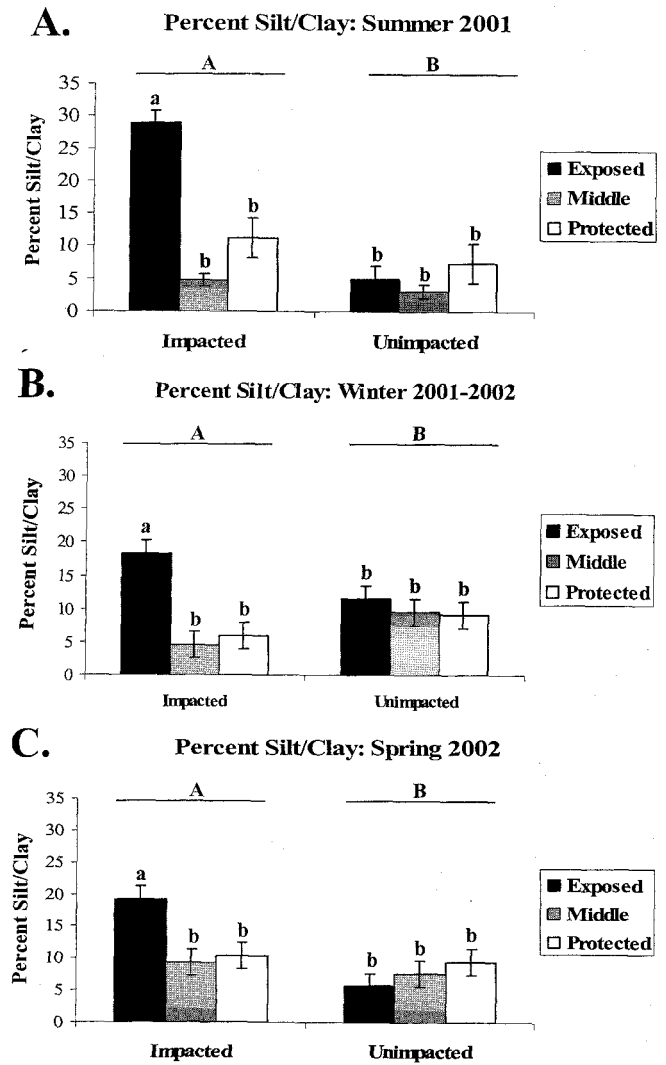 A.
Percent Silt/Clay: Summer 2001
A B
35
30
25
20
15
10
5
0
Percent Silt/Clay
a b b b b b
Impacted Unimpacted
Exposed
Middle
Protected
B.
Percent Silt/Clay: Winter 2001-2002
A B
35
30
25
20
15
10
5
0
Percent Silt/Clay
a b b b b b
Impacted Unimpacted
Exposed
Middle
Protected
C.
Percent Silt/Clay: Spring 2002
A B
35
30
25
20
15
10
5
0
Percent Silt/Clay
a b b b b b
Impacted Unimpacted
Exposed
Middle
Protected